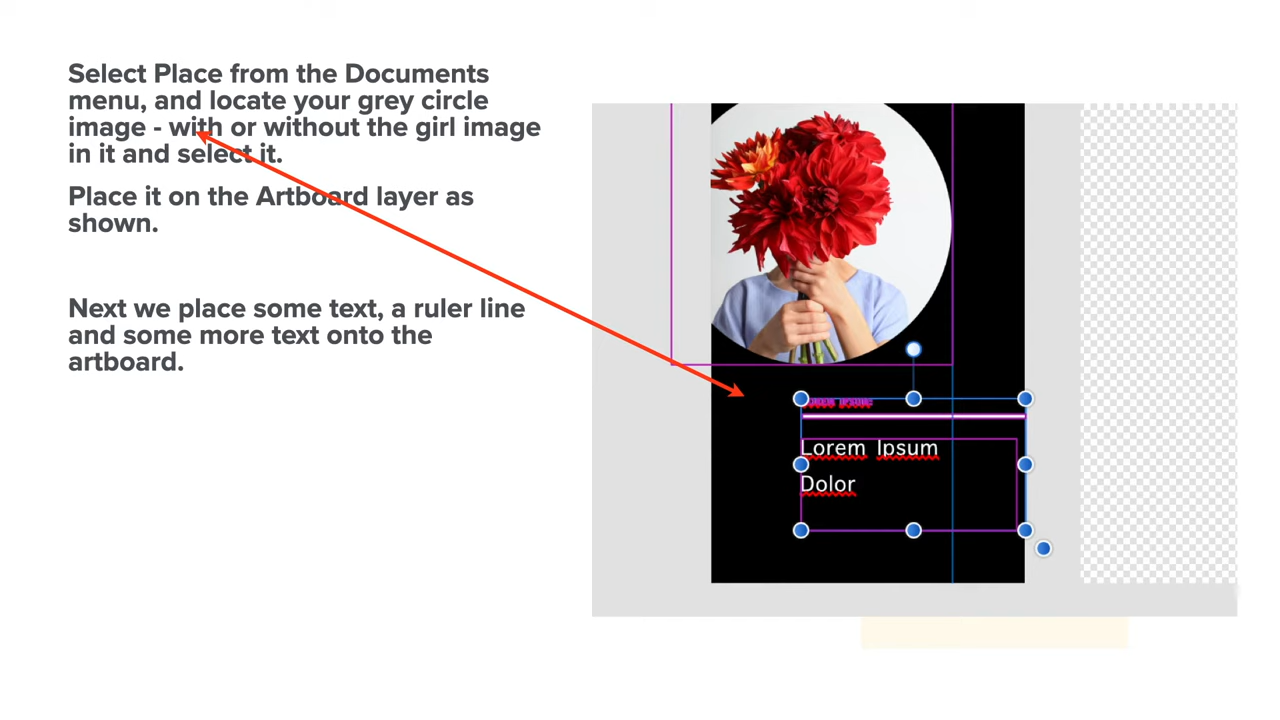 Select Place from the Documents
menu, and locate your grey circle
image - with or without the girl image
in it and select it.
Place it on the Artboard layer as
shown.
Next we place some text, a ruler line
and some more text onto the
artboard.
Lorem Ipsum
Dolor